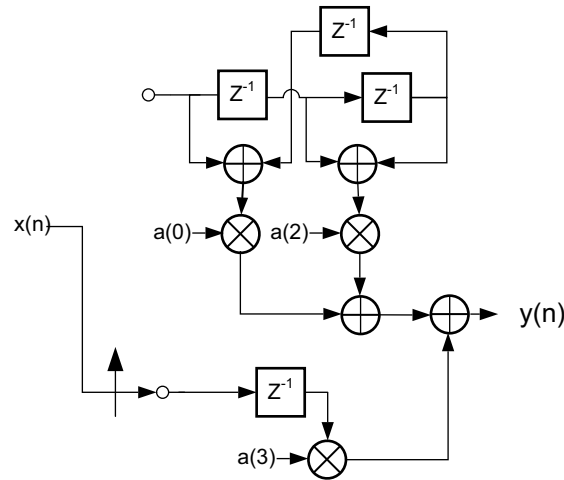 Z⁻¹
Z⁻¹
Z⁻¹
x(n)
a(0)
a(2)
y(n)
Z⁻¹
a(3)